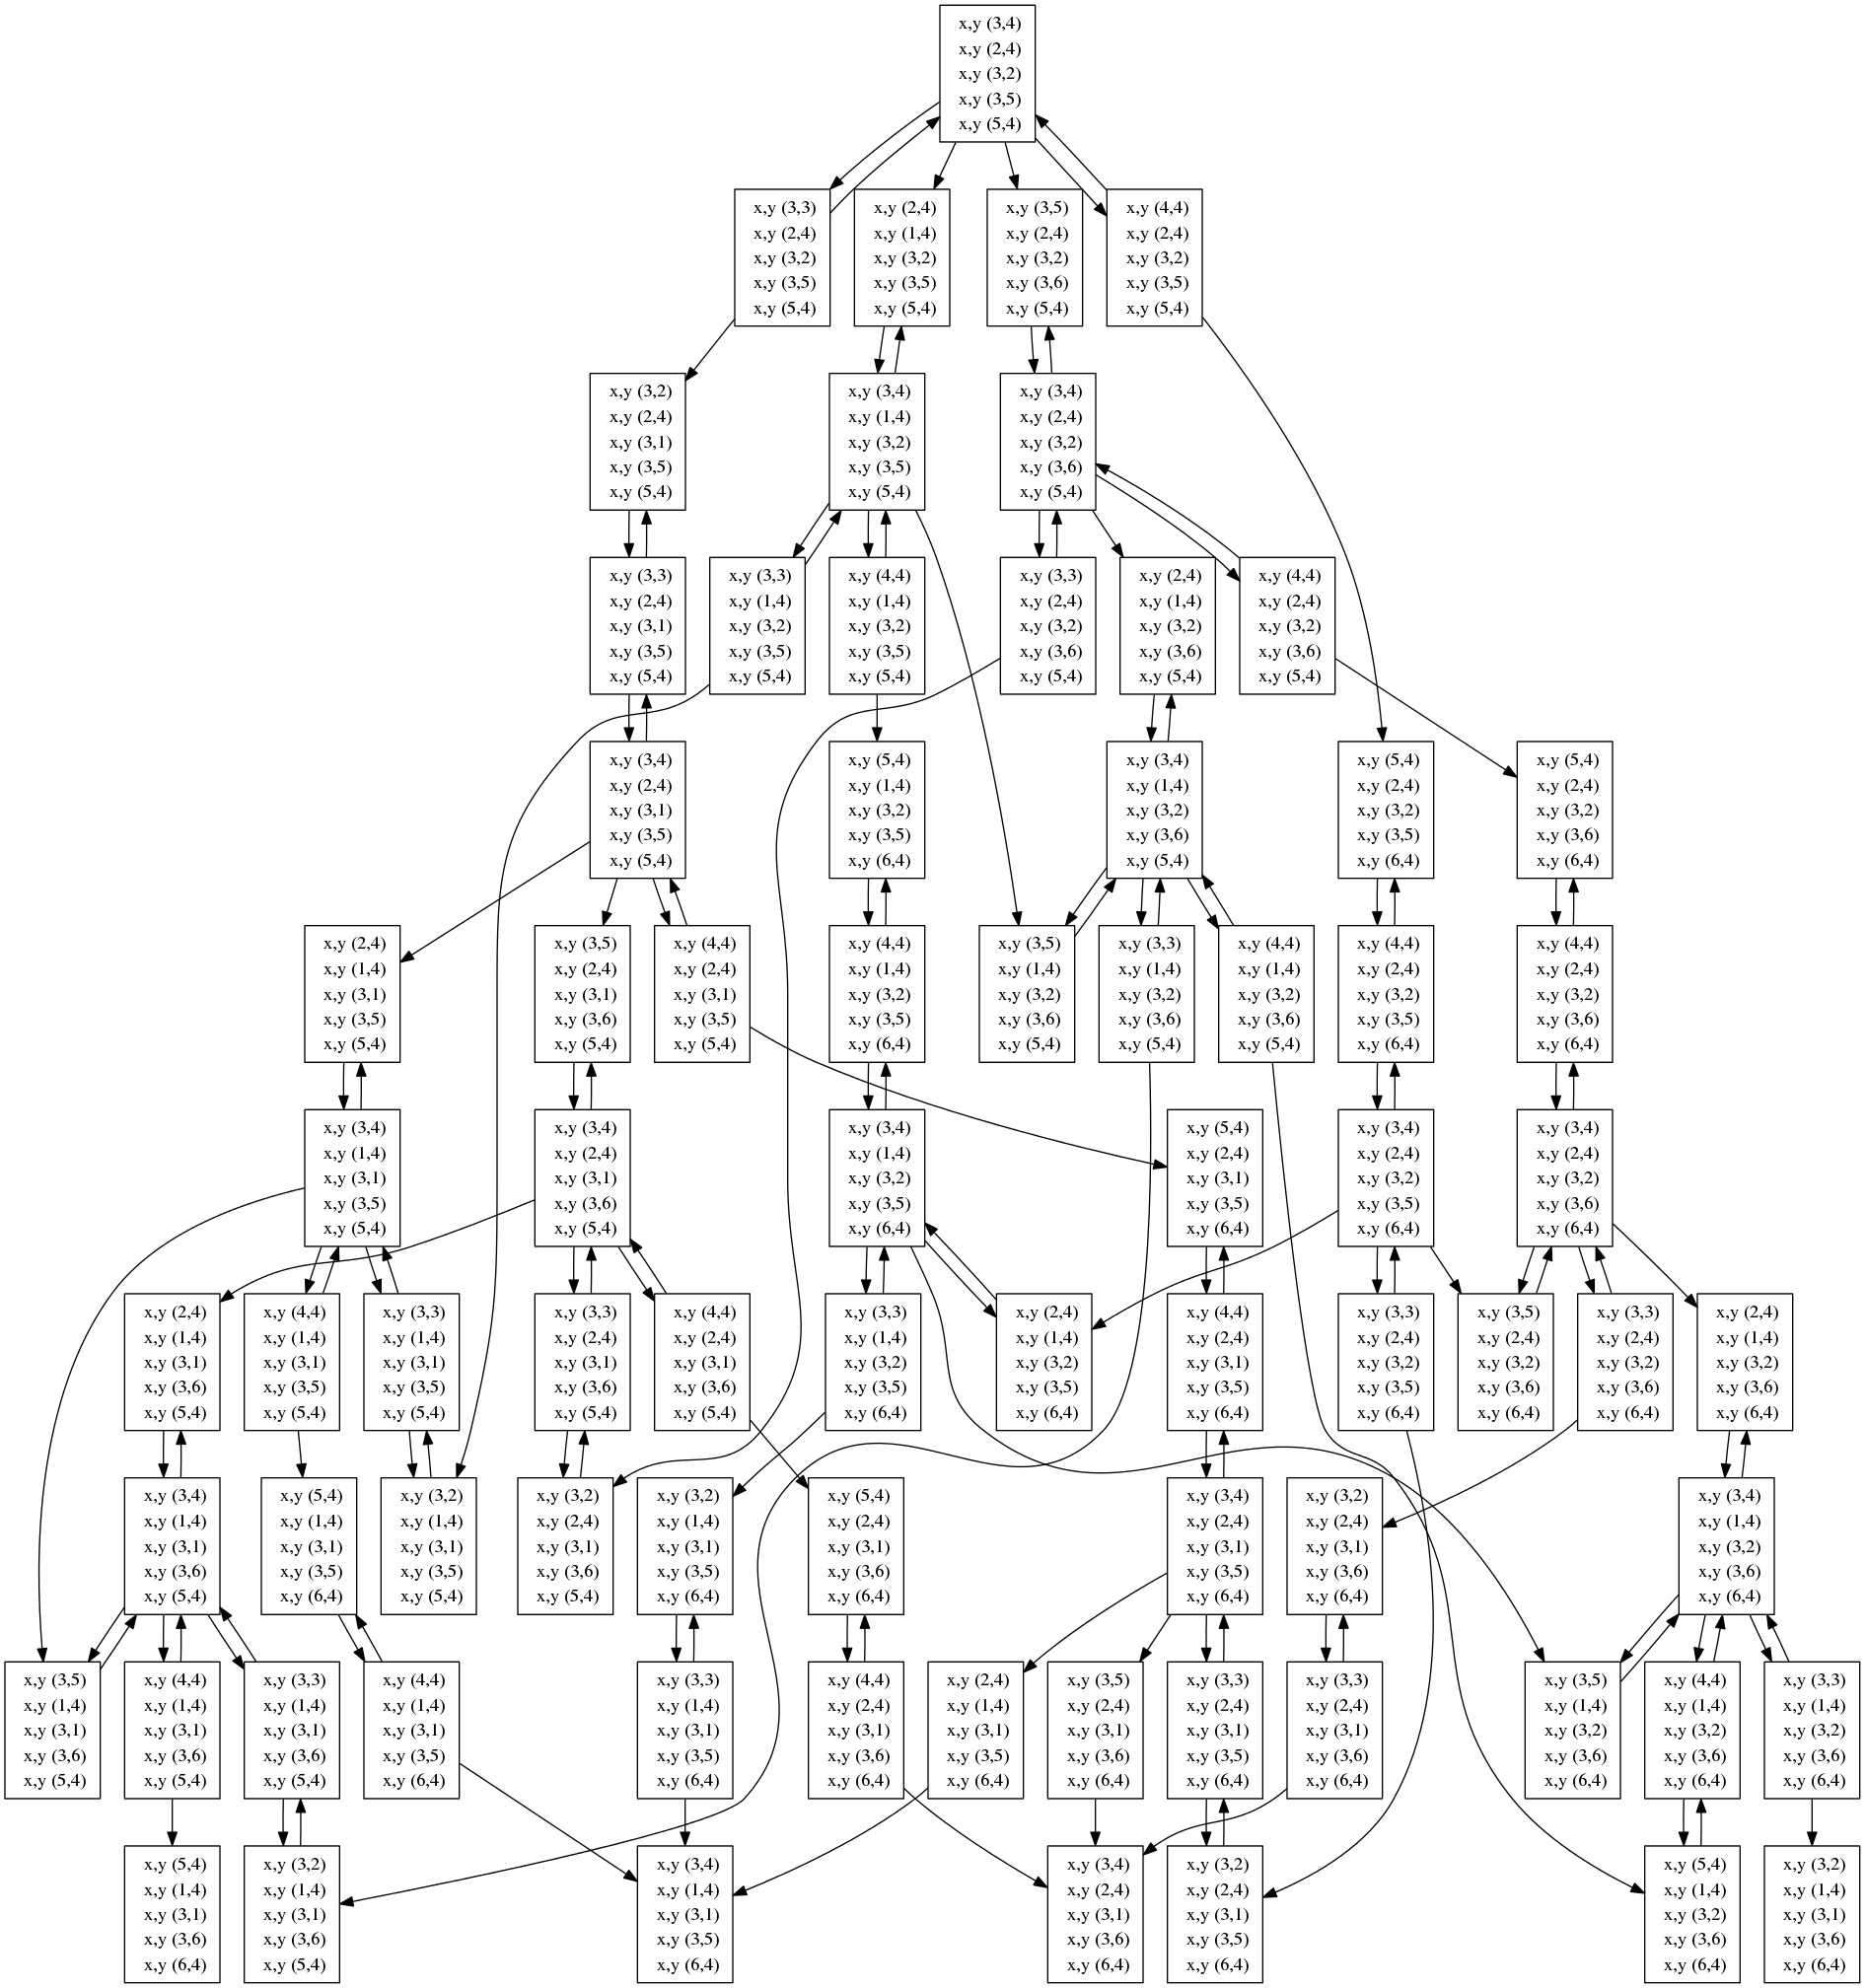 x,y (3,4)
x,y (2,4)
x,y (3,2)
x,y (3,5)
x,y (5,4)
x,y (3,3)
x,y (2,4)
x,y (3,2)
x,y (3,5)
x,y (5,4)
x,y (2,4)
x,y (1,4)
x,y (3,2)
x,y (3,5)
x,y (5,4)
x,y (3,5)
x,y (2,4)
x,y (3,2)
x,y (3,6)
x,y (5,4)
x,y (4,4)
x,y (2,4)
x,y (3,2)
x,y (3,5)
x,y (5,4)
x,y (3,2)
x,y (2,4)
x,y (3,1)
x,y (3,5)
x,y (5,4)
x,y (3,4)
x,y (1,4)
x,y (3,2)
x,y (3,5)
x,y (5,4)
x,y (3,4)
x,y (2,4)
x,y (3,2)
x,y (3,6)
x,y (5,4)
x,y (3,3)
x,y (2,4)
x,y (3,1)
x,y (3,5)
x,y (5,4)
x,y (3,3)
x,y (1,4)
x,y (3,2)
x,y (3,5)
x,y (5,4)
x,y (4,4)
x,y (1,4)
x,y (3,2)
x,y (3,5)
x,y (5,4)
x,y (3,3)
x,y (2,4)
x,y (3,2)
x,y (3,6)
x,y (5,4)
x,y (2,4)
x,y (1,4)
x,y (3,2)
x,y (3,6)
x,y (5,4)
x,y (4,4)
x,y (2,4)
x,y (3,2)
x,y (3,6)
x,y (5,4)
x,y (3,4)
x,y (2,4)
x,y (3,1)
x,y (3,5)
x,y (5,4)
x,y (5,4)
x,y (1,4)
x,y (3,2)
x,y (3,5)
x,y (6,4)
x,y (3,4)
x,y (1,4)
x,y (3,2)
x,y (3,6)
x,y (5,4)
x,y (5,4)
x,y (2,4)
x,y (3,2)
x,y (3,5)
x,y (6,4)
x,y (5,4)
x,y (2,4)
x,y (3,2)
x,y (3,6)
x,y (6,4)
x,y (2,4)
x,y (1,4)
x,y (3,1)
x,y (3,5)
x,y (5,4)
x,y (3,5)
x,y (2,4)
x,y (3,1)
x,y (3,6)
x,y (5,4)
x,y (4,4)
x,y (2,4)
x,y (3,1)
x,y (3,5)
x,y (5,4)
x,y (4,4)
x,y (1,4)
x,y (3,2)
x,y (3,5)
x,y (6,4)
x,y (3,5)
x,y (1,4)
x,y (3,2)
x,y (3,6)
x,y (5,4)
x,y (3,3)
x,y (1,4)
x,y (3,2)
x,y (3,6)
x,y (5,4)
x,y (4,4)
x,y (1,4)
x,y (3,2)
x,y (3,6)
x,y (5,4)
x,y (4,4)
x,y (2,4)
x,y (3,2)
x,y (3,5)
x,y (6,4)
x,y (4,4)
x,y (2,4)
x,y (3,2)
x,y (3,6)
x,y (6,4)
x,y (3,4)
x,y (1,4)
x,y (3,1)
x,y (3,5)
x,y (5,4)
x,y (3,4)
x,y (2,4)
x,y (3,1)
x,y (3,6)
x,y (5,4)
x,y (3,4)
x,y (1,4)
x,y (3,2)
x,y (3,5)
x,y (6,4)
x,y (5,4)
x,y (2,4)
x,y (3,1)
x,y (3,5)
x,y (6,4)
x,y (3,4)
x,y (2,4)
x,y (3,2)
x,y (3,5)
x,y (6,4)
x,y (3,4)
x,y (2,4)
x,y (3,2)
x,y (3,6)
x,y (6,4)
x,y (2,4)
x,y (1,4)
x,y (3,1)
x,y (3,6)
x,y (5,4)
x,y (4,4)
x,y (1,4)
x,y (3,1)
x,y (3,5)
x,y (5,4)
x,y (3,3)
x,y (1,4)
x,y (3,1)
x,y (3,5)
x,y (5,4)
x,y (3,3)
x,y (2,4)
x,y (3,1)
x,y (3,6)
x,y (5,4)
x,y (4,4)
x,y (2,4)
x,y (3,1)
x,y (3,6)
x,y (5,4)
x,y (3,3)
x,y (1,4)
x,y (3,2)
x,y (3,5)
x,y (6,4)
x,y (2,4)
x,y (1,4)
x,y (3,2)
x,y (3,5)
x,y (6,4)
x,y (4,4)
x,y (2,4)
x,y (3,1)
x,y (3,5)
x,y (6,4)
x,y (3,3)
x,y (2,4)
x,y (3,2)
x,y (3,5)
x,y (6,4)
x,y (3,5)
x,y (2,4)
x,y (3,2)
x,y (3,6)
x,y (6,4)
x,y (3,3)
x,y (2,4)
x,y (3,2)
x,y (3,6)
x,y (6,4)
x,y (2,4)
x,y (1,4)
x,y (3,2)
x,y (3,6)
x,y (6,4)
x,y (3,4)
x,y (1,4)
x,y (3,1)
x,y (3,6)
x,y (5,4)
x,y (5,4)
x,y (1,4)
x,y (3,1)
x,y (3,5)
x,y (6,4)
x,y (3,2)
x,y (1,4)
x,y (3,1)
x,y (3,5)
x,y (5,4)
x,y (3,2)
x,y (2,4)
x,y (3,1)
x,y (3,6)
x,y (5,4)
x,y (3,2)
x,y (1,4)
x,y (3,1)
x,y (3,5)
x,y (6,4)
x,y (5,4)
x,y (2,4)
x,y (3,1)
x,y (3,6)
x,y (6,4)
x,y (3,4)
x,y (2,4)
x,y (3,1)
x,y (3,5)
x,y (6,4)
x,y (3,2)
x,y (2,4)
x,y (3,1)
x,y (3,6)
x,y (6,4)
x,y (3,4)
x,y (1,4)
x,y (3,2)
x,y (3,6)
x,y (6,4)
x,y (3,5)
x,y (1,4)
x,y (3,1)
x,y (3,6)
x,y (5,4)
x,y (4,4)
x,y (1,4)
x,y (3,1)
x,y (3,6)
x,y (5,4)
x,y (3,3)
x,y (1,4)
x,y (3,1)
x,y (3,6)
x,y (5,4)
x,y (4,4)
x,y (1,4)
x,y (3,1)
x,y (3,5)
x,y (6,4)
x,y (3,3)
x,y (1,4)
x,y (3,1)
x,y (3,5)
x,y (6,4)
x,y (4,4)
x,y (2,4)
x,y (3,1)
x,y (3,6)
x,y (6,4)
x,y (2,4)
x,y (1,4)
x,y (3,1)
x,y (3,5)
x,y (6,4)
x,y (3,5)
x,y (2,4)
x,y (3,1)
x,y (3,6)
x,y (6,4)
x,y (3,3)
x,y (2,4)
x,y (3,1)
x,y (3,5)
x,y (6,4)
x,y (3,3)
x,y (2,4)
x,y (3,1)
x,y (3,6)
x,y (6,4)
x,y (3,5)
x,y (1,4)
x,y (3,2)
x,y (3,6)
x,y (6,4)
x,y (4,4)
x,y (1,4)
x,y (3,2)
x,y (3,6)
x,y (6,4)
x,y (3,3)
x,y (1,4)
x,y (3,2)
x,y (3,6)
x,y (6,4)
x,y (5,4)
x,y (1,4)
x,y (3,1)
x,y (3,6)
x,y (6,4)
x,y (3,2)
x,y (1,4)
x,y (3,1)
x,y (3,6)
x,y (5,4)
x,y (3,4)
x,y (1,4)
x,y (3,1)
x,y (3,5)
x,y (6,4)
x,y (3,4)
x,y (2,4)
x,y (3,1)
x,y (3,6)
x,y (6,4)
x,y (3,2)
x,y (2,4)
x,y (3,1)
x,y (3,5)
x,y (6,4)
x,y (5,4)
x,y (1,4)
x,y (3,2)
x,y (3,6)
x,y (6,4)
x,y (3,2)
x,y (1,4)
x,y (3,1)
x,y (3,6)
x,y (6,4)